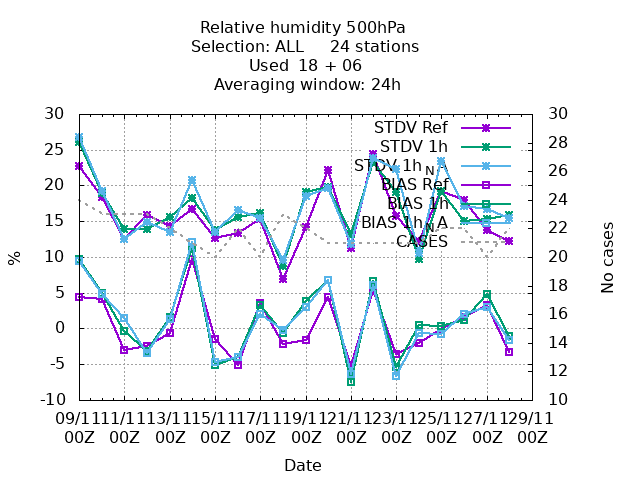 Relative humidity 500hPa
Selection: ALL 24 stations
Used 18 + 06
Averaging window: 24h
STDV Ref
STDV 1h
STDV 1h_N
BIAS Ref
BIAS 1h
BIAS 1h_NA
CASES
30
25
20
15
10
5
0
-5
-10
%
30
28
26
24
22
20
18
16
14
12
10
No cases
09/11 11/11 13/11 15/11 17/11 19/11 21/11 23/11 25/11 27/11 29/11
00Z 00Z 00Z 00Z 00Z 00Z 00Z 00Z 00Z 00Z 00Z
Date